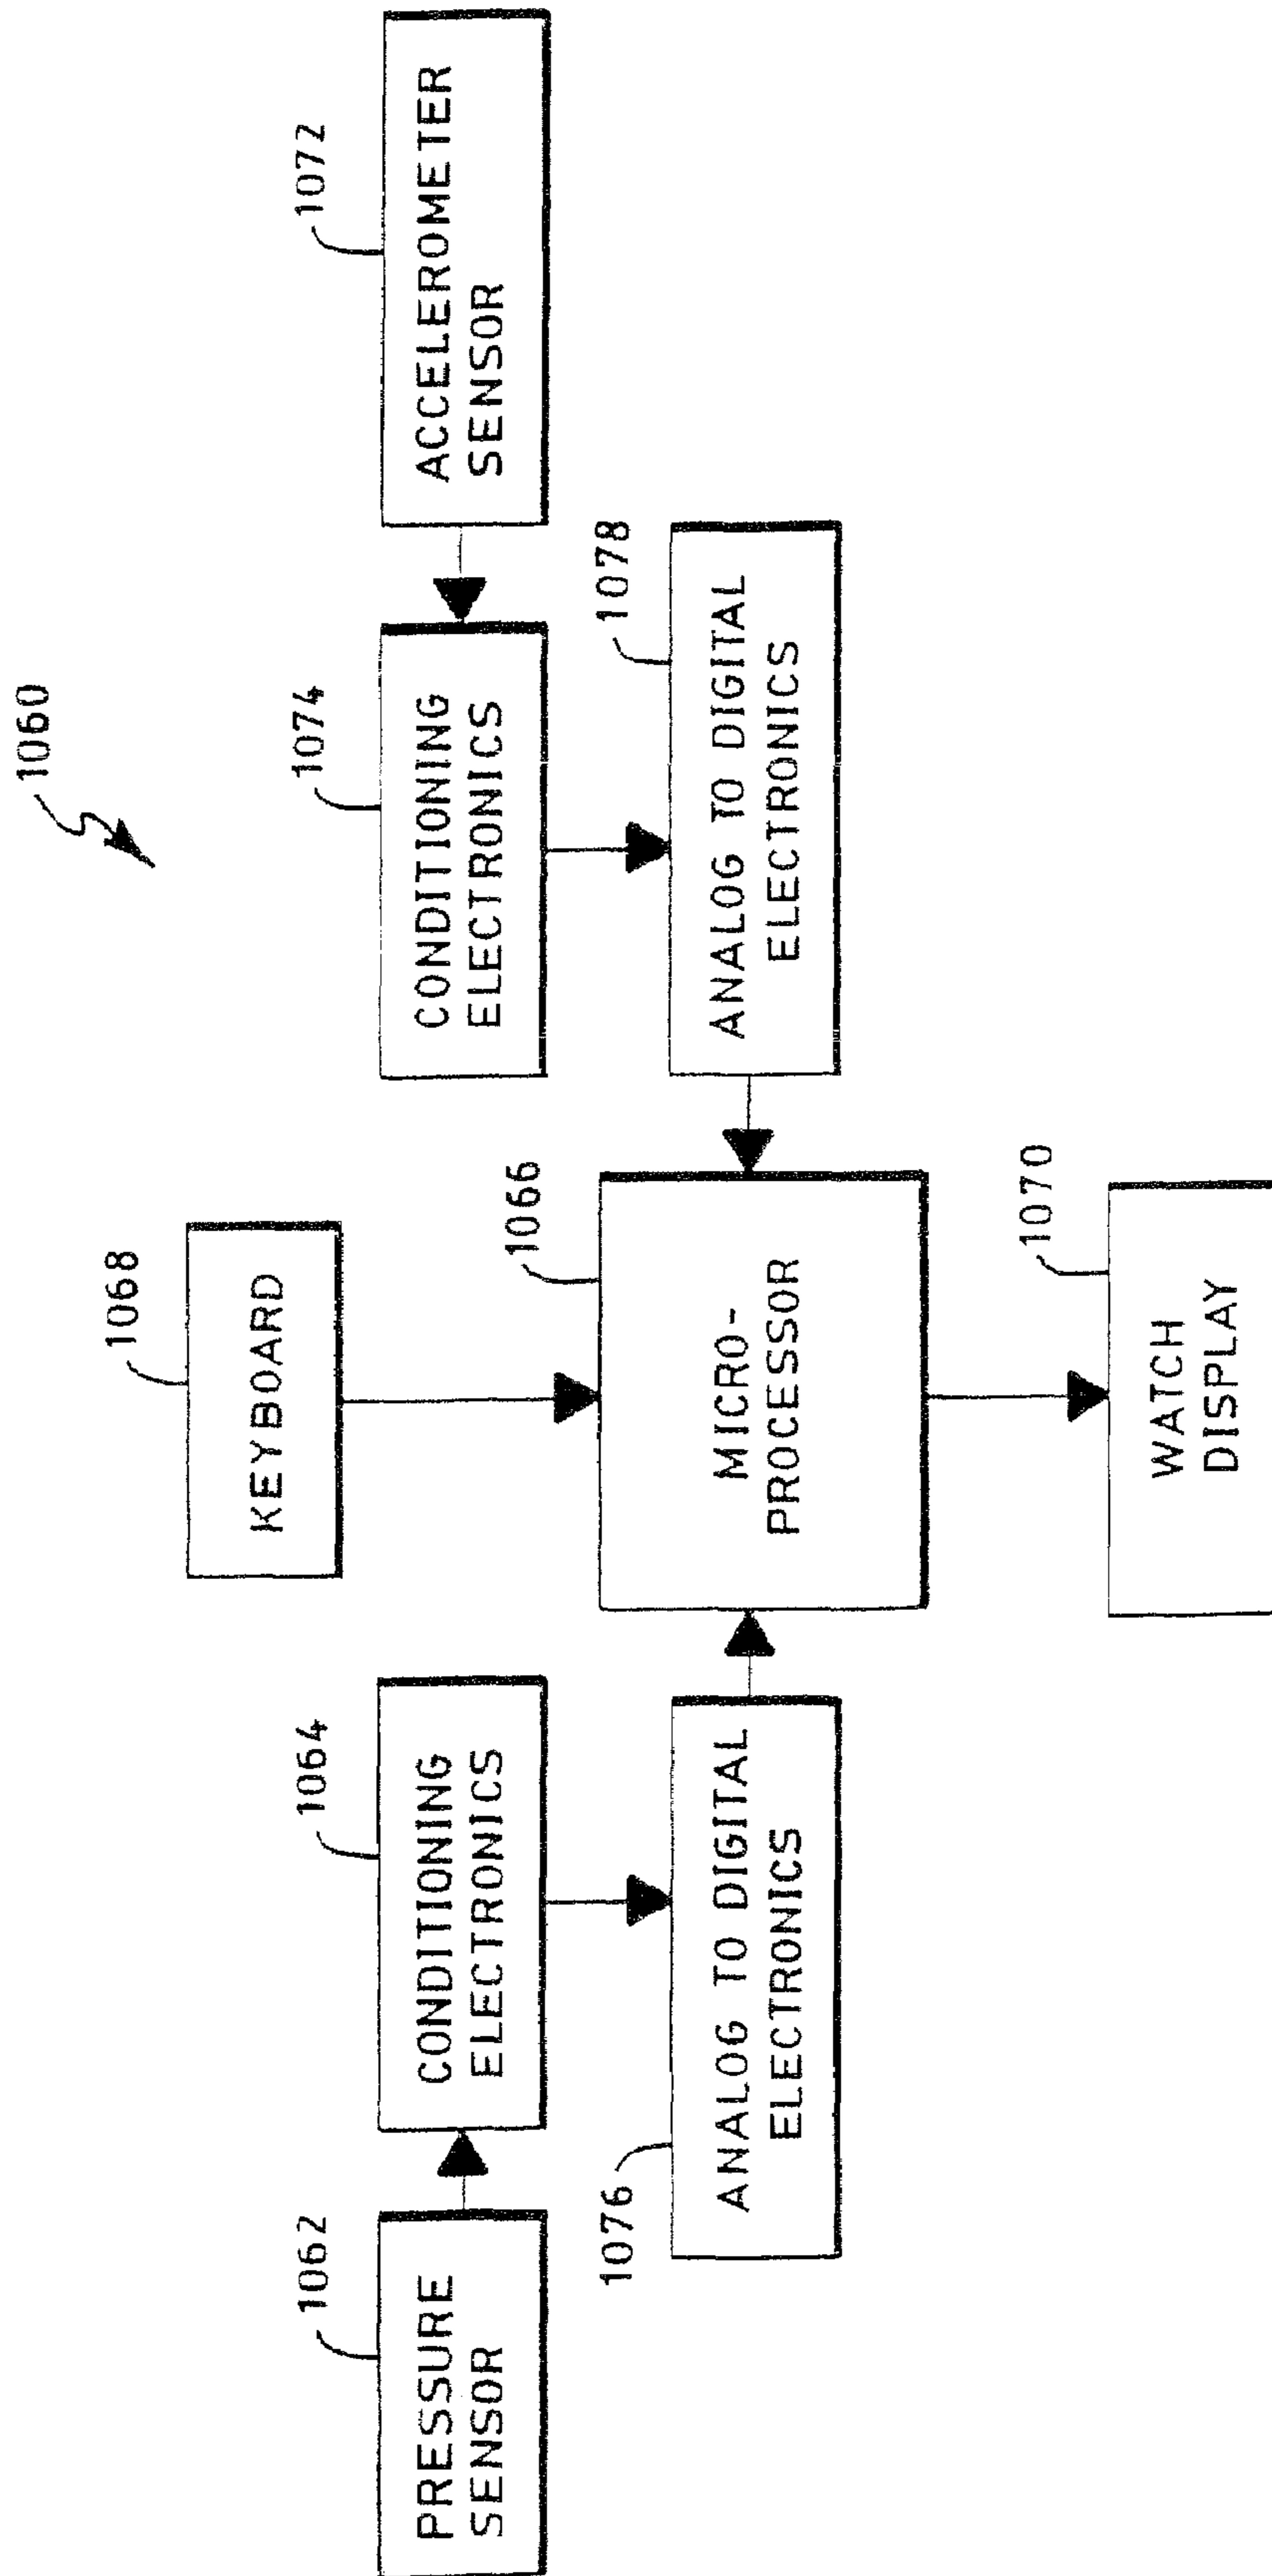 1060
1068
KEYBOARD
1062
PRESSURE
SENSOR
1064
CONDITIONING
ELECTRONICS
1074
CONDITIONING
ELECTRONICS
1072
ACCELEROMETER
SENSOR
1076
ANALOG TO DIGITAL
ELECTRONICS
1066
MICRO-
PROCESSOR
1078
ANALOG TO DIGITAL
ELECTRONICS
1070
WATCH
DISPLAY